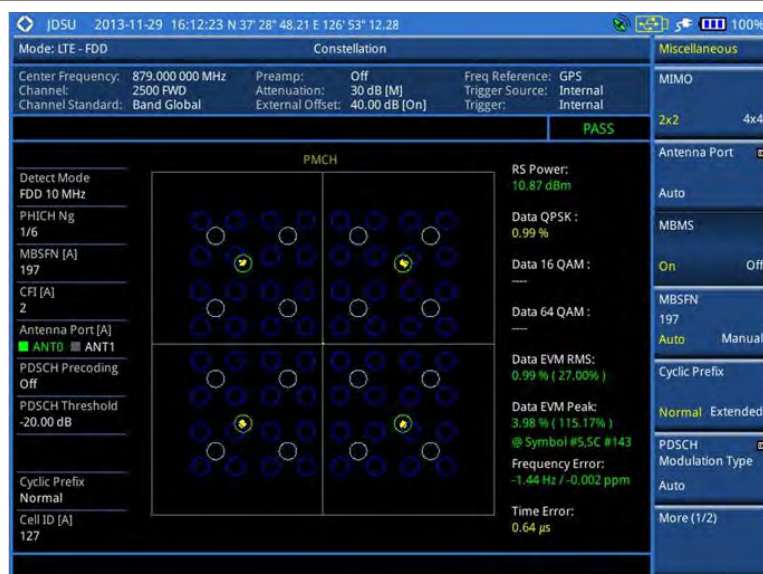 JDSU 2013-11-29 16:12:23 N 37° 28" 48.21 E 126° 53" 12.28 100%
Mode: LTE - FDD Constellation Miscellaneous
Center Frequency: 879.000 000 MHz Preamp: Off Freq Reference: GPS
Channel: 2500 FWD Attenuation: 30 dB [M] Trigger Source: Internal
Channel Standard: Band Global External Offset: 40.00 dB [On] Trigger: Internal
PASS
PMCH
Detect Mode
FDD 10 MHz
PHICH Ng
1/6
MBSFN [A]
197
CFI [A]
2
Antenna Port [A]
ANT0 ANT1
PDSCH Precoding
Off
PDSCH Threshold
-20.00 dB
Cyclic Prefix
Normal
Cell ID [A]
127
RS Power:
10.87 dBm
Data QPSK :
0.99 %
Data 16 QAM :
----
Data 64 QAM :
----
Data EVM RMS:
0.99 % ( 27.00% )
Data EVM Peak:
3.98 % ( 115.17% )
@ Symbol #5,SC #143
Frequency Error:
-1.44 Hz / -0.002 ppm
Time Error:
0.64 µs
MIMO
2x2 4x4
Antenna Port
Auto
MBMS
On Off
MBSFN
197
Auto Manual
Cyclic Prefix
Normal Extended
PDSCH
Modulation Type
Auto
More (1/2)